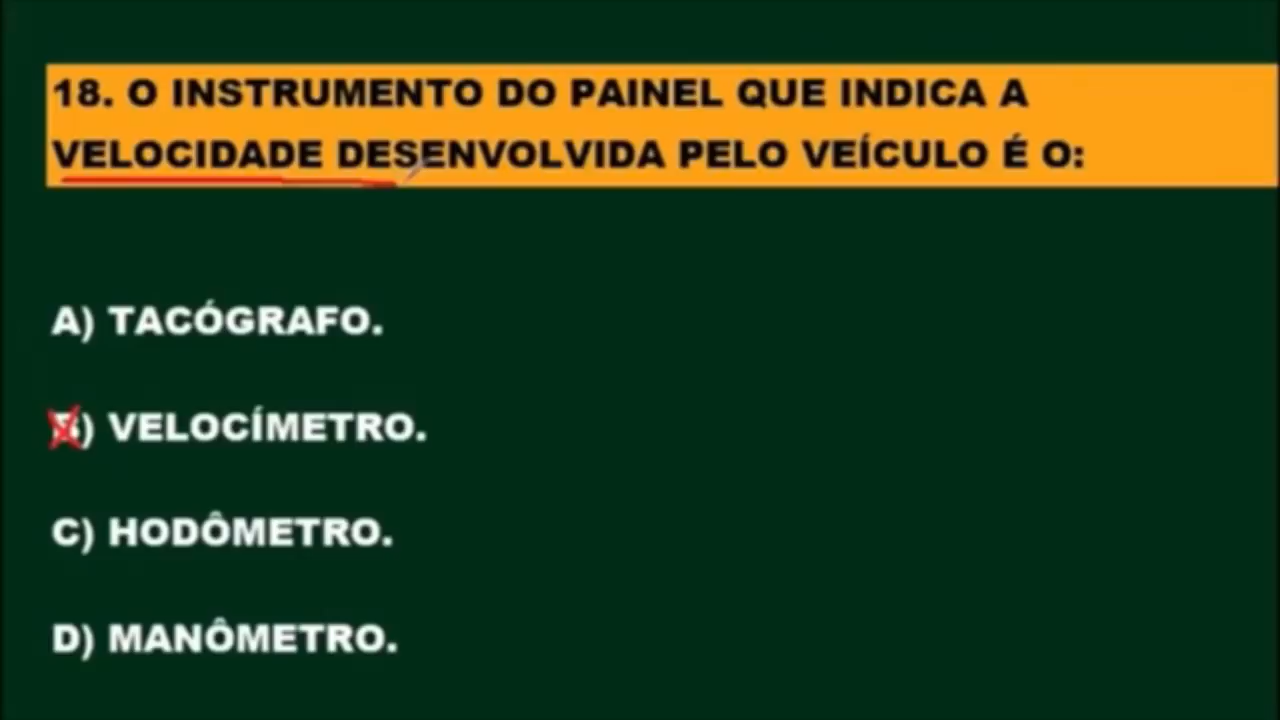 18. O INSTRUMENTO DO PAINEL QUE INDICA A
VELOCIDADE DESENVOLVIDA PELO VEÍCULO É O:
A) TACÓGRAFO.
B) VELOCÍMETRO.
C) HODÔMETRO.
D) MANÔMETRO.